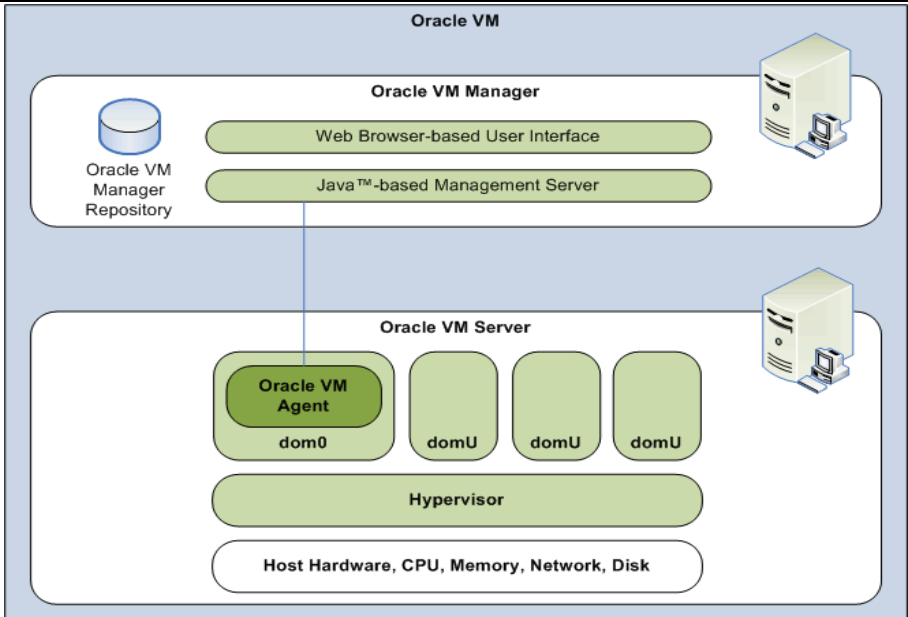 Oracle VM
Oracle VM Manager
Web Browser-based User Interface
Oracle VM
Manager
Repository
Java™-based Management Server
Oracle VM Server
Oracle VM
Agent
dom0
domU
domU
domU
Hypervisor
Host Hardware, CPU, Memory, Network, Disk